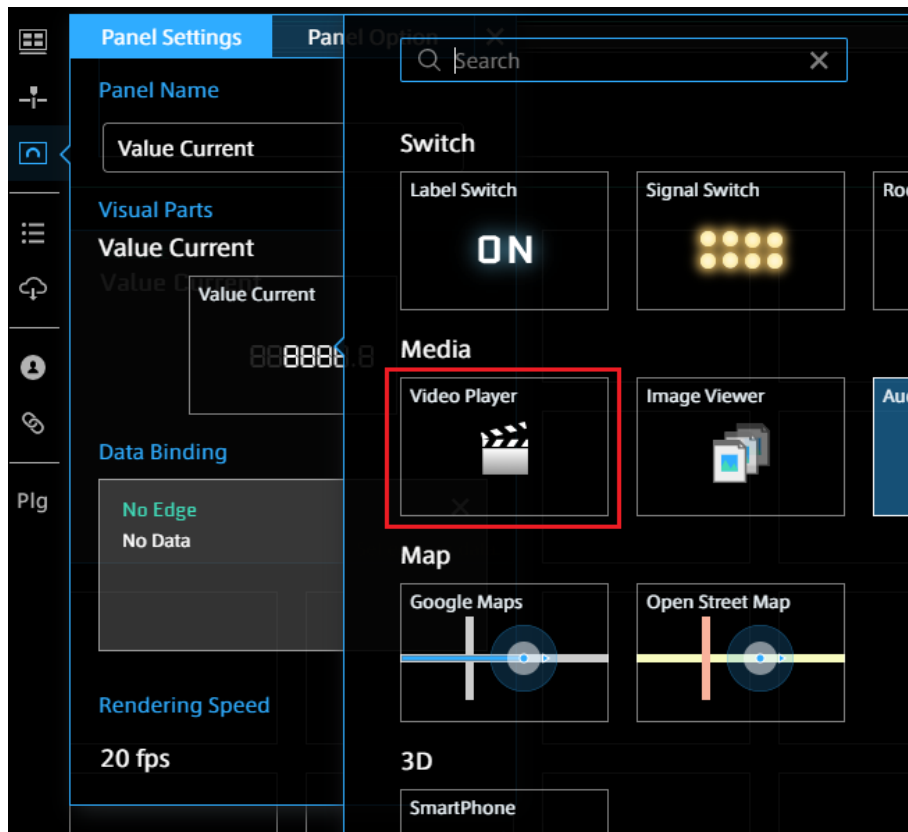 Panel Settings
Panel Option
Panel Name
Value Current
Visual Parts
Value Current
Value Current
Value Current
Data Binding
No Edge
No Data
Rendering Speed
20 fps
Plg
Search
Switch
Label Switch
ON
Signal Switch
Media
Video Player
Image Viewer
Map
Google Maps
Open Street Map
3D
SmartPhone